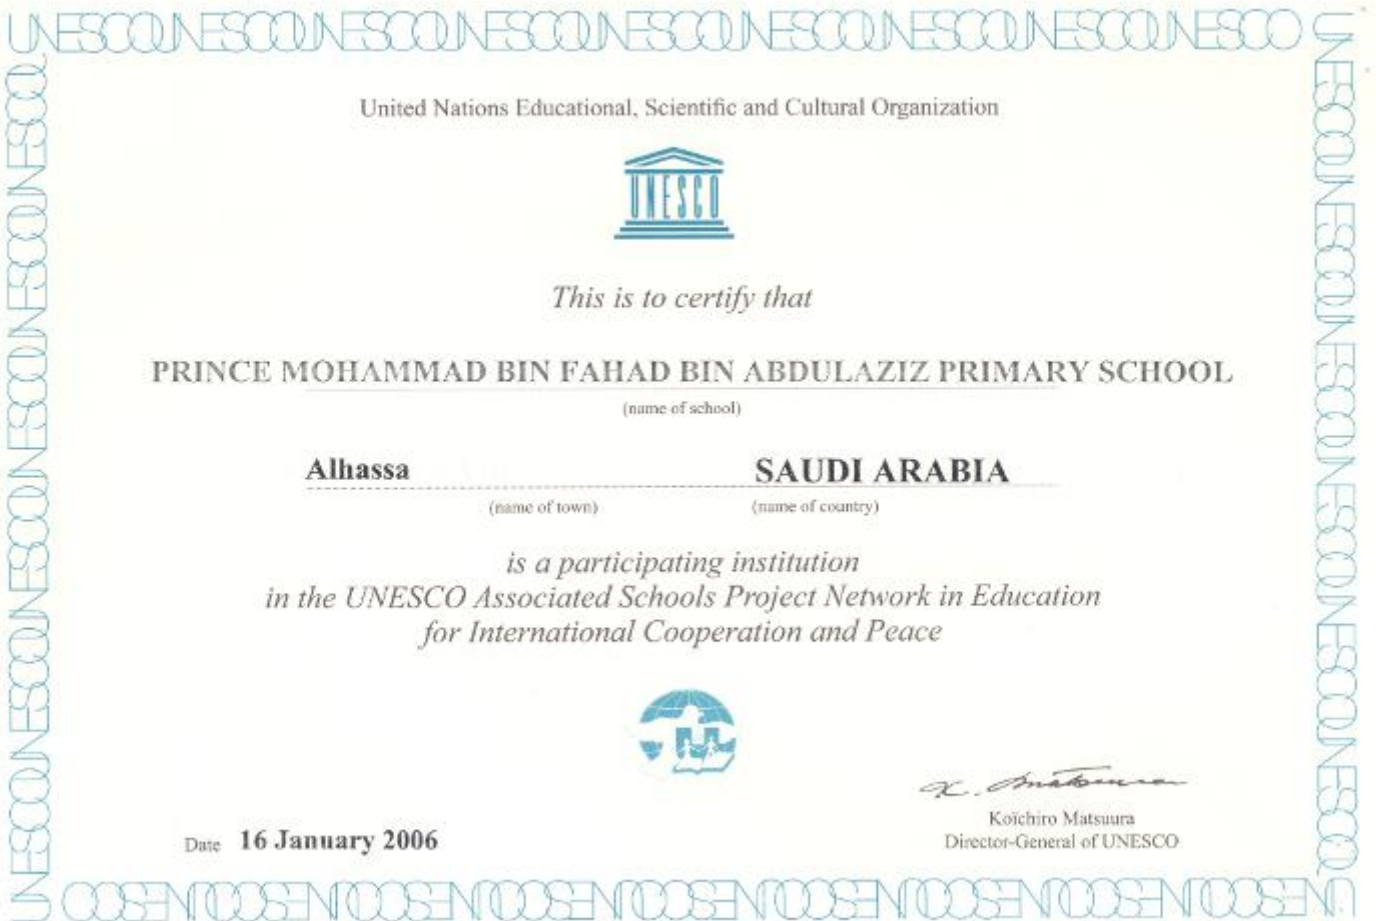 UNESCOUNESCOUNESCOUNESCOUNESCOUNESCOUNESCOUNESCOUNESCO
United Nations Educational, Scientific and Cultural Organization
UNESCO
This is to certify that
PRINCE MOHAMMAD BIN FAHAD BIN ABDULAZIZ PRIMARY SCHOOL
(name of school)
Alhassa SAUDI ARABIA
(name of town) (name of country)
is a participating institution
in the UNESCO Associated Schools Project Network in Education
for International Cooperation and Peace
K. Matsuura
Koïchiro Matsuura
Director-General of UNESCO
Date 16 January 2006